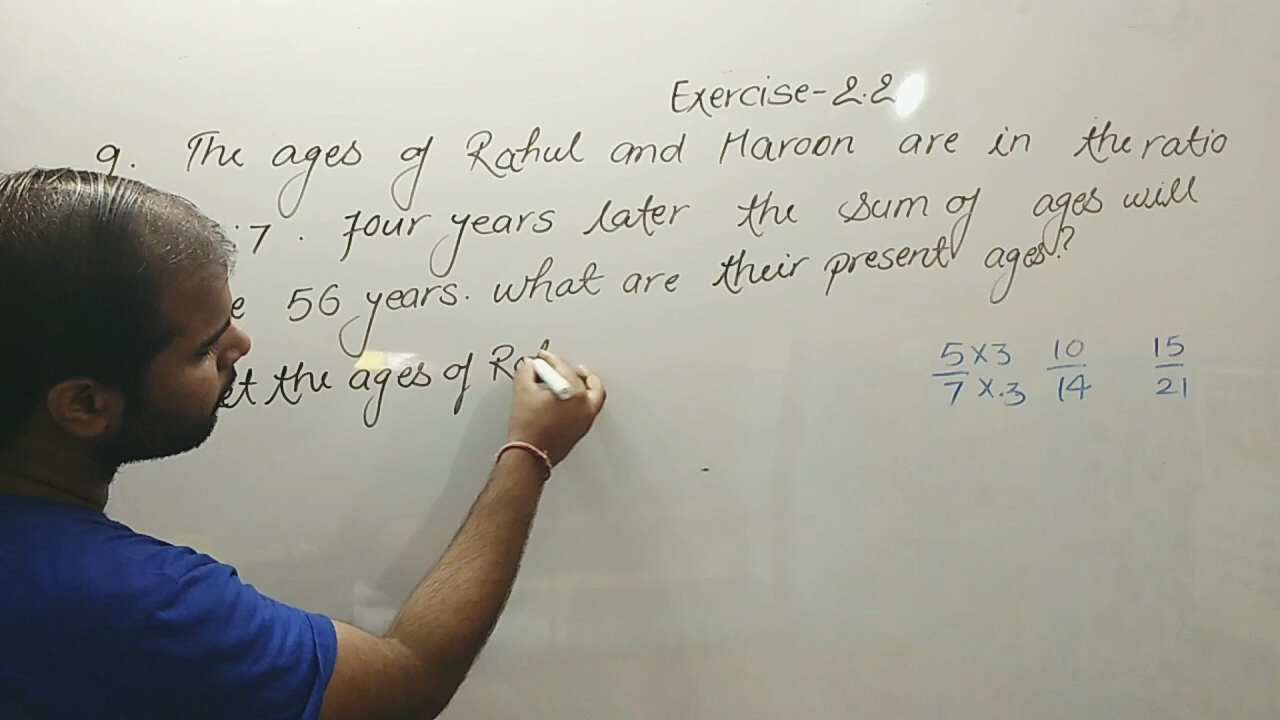 Exercise-2.2
9. The ages of Rahul and Haroon are in the ratio
:7. four years later the sum of ages will
e 56 years. what are their present ages?
et the ages of Rah
5×3 10 15
7×.3 14 21